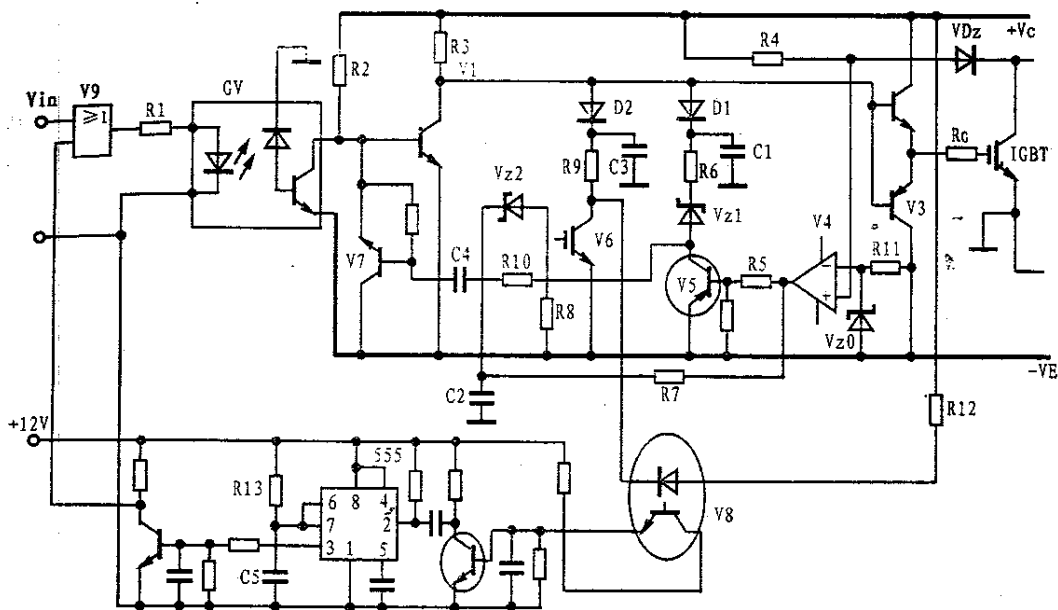 VDz
+Vc
R3
R4
R2
V1
V9
GV
Vin
≥1
R1
D2
D1
C3
C1
R9
R6
RG
IGBT
Vz2
Vz1
V3
V4
V6
V7
C4
R10
V5
R5
R11
R8
−
+
Vz0
-VE
C2
R7
R12
+12V
555
R13
6
8
4
7
2
3
1
5
V8
C5